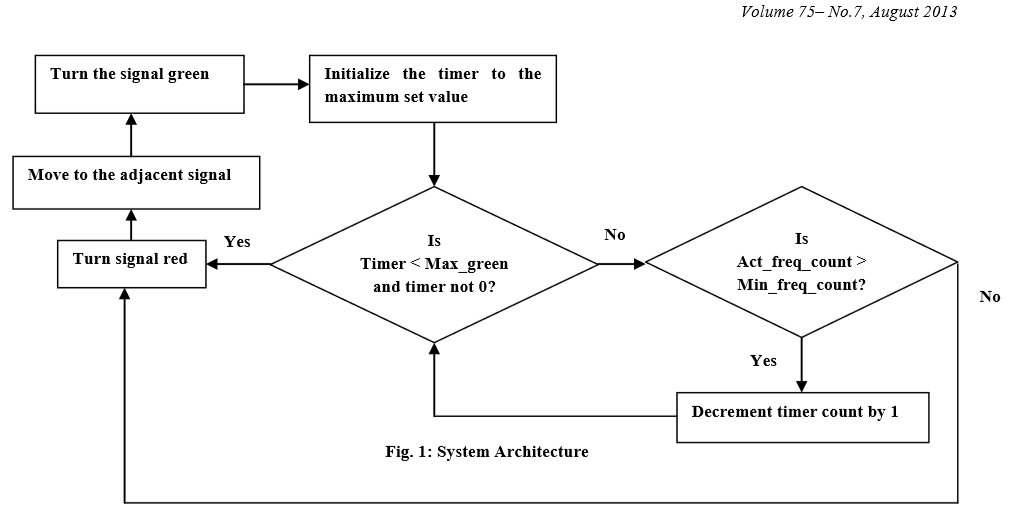 Volume 75– No.7, August 2013
Turn the signal green
Initialize the timer to the
maximum set value
Move to the adjacent signal
Turn signal red
Yes
Is
Timer < Max_green
and timer not 0?
No
Is
Act_freq_count >
Min_freq_count?
No
Yes
Decrement timer count by 1
Fig. 1: System Architecture